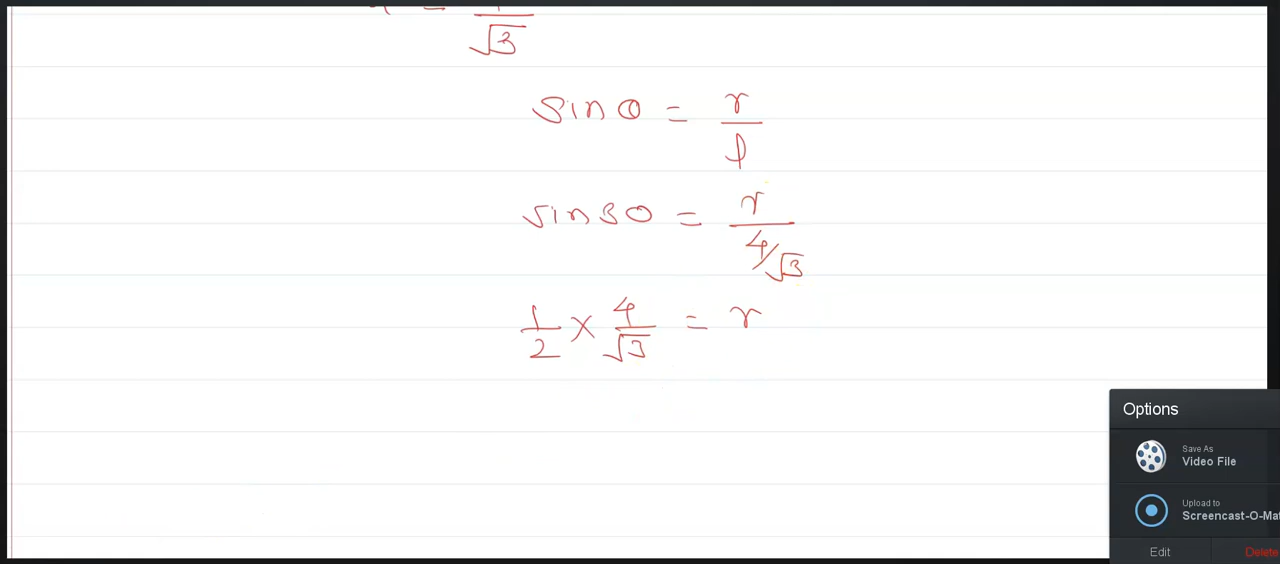 = 1/√3
sin θ = r/l
sin 30 = r/(4/√3)
1/2 × 4/√3 = r
Options
Save As
Video File
Upload to
Screencast-O-Mat
Edit
Delete